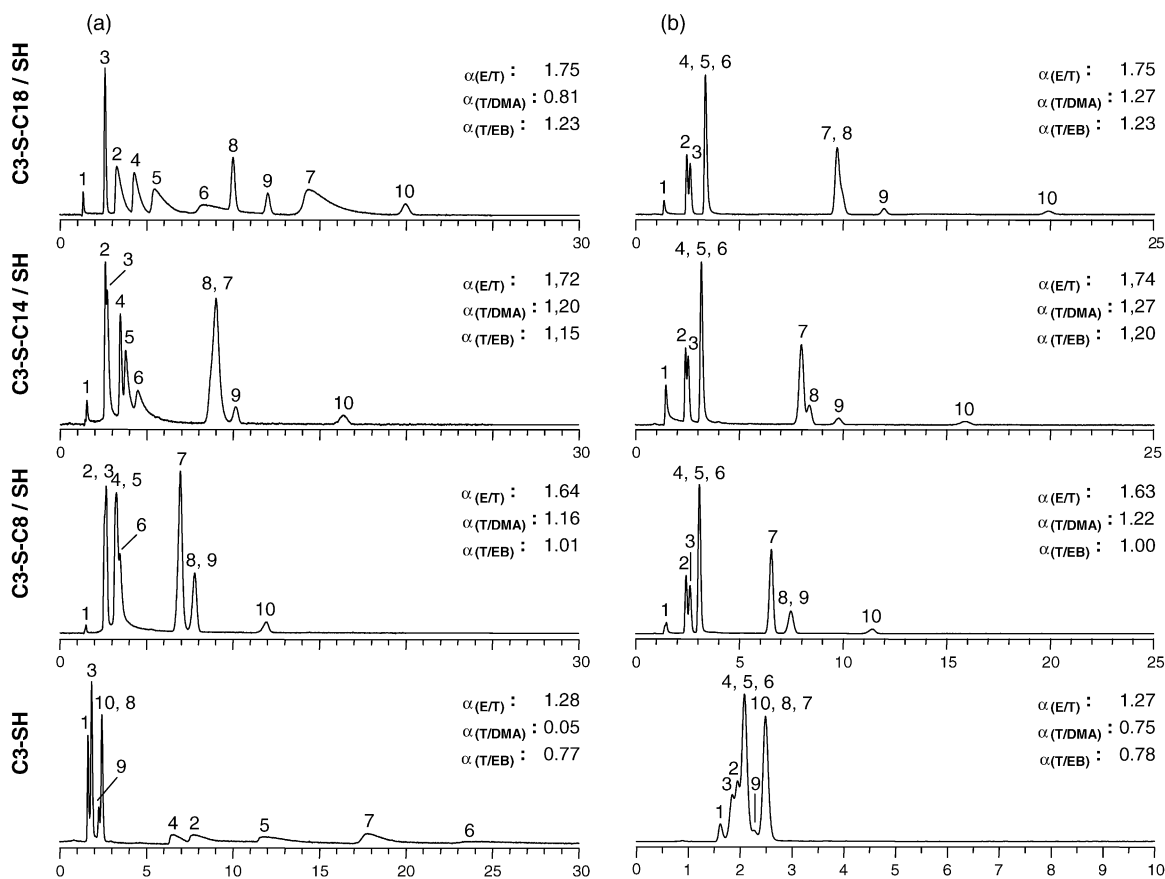 (a)
(b)
C3-S-C18 / SH
3
2
4
5
6
8
9
7
10
1
α(E/T) : 1.75
α(T/DMA) : 0.81
α(T/EB) : 1.23
0 30
4, 5, 6
2
3
1
7, 8
9
10
α(E/T) : 1.75
α(T/DMA) : 1.27
α(T/EB) : 1.23
0 25
C3-S-C14 / SH
2
3
4
5
6
1
8, 7
9
10
α(E/T) : 1,72
α(T/DMA) : 1,20
α(T/EB) : 1,15
0 30
4, 5, 6
2
3
1
7
8
9
10
α(E/T) : 1,74
α(T/DMA) : 1,27
α(T/EB) : 1,20
0 25
C3-S-C8 / SH
2, 3
4, 5
6
1
7
8, 9
10
α(E/T) : 1.64
α(T/DMA) : 1.16
α(T/EB) : 1.01
0 30
4, 5, 6
3
2
1
7
8, 9
10
α(E/T) : 1.63
α(T/DMA) : 1.22
α(T/EB) : 1.00
0 5 10 15 20 25
C3-SH
3
1
10, 8
9
4
2
5
7
6
α(E/T) : 1.28
α(T/DMA) : 0.05
α(T/EB) : 0.77
0 5 10 15 20 25 30
4, 5, 6
10, 8, 7
2
3
9
1
α(E/T) : 1.27
α(T/DMA) : 0.75
α(T/EB) : 0.78
0 1 2 3 4 5 6 7 8 9 10